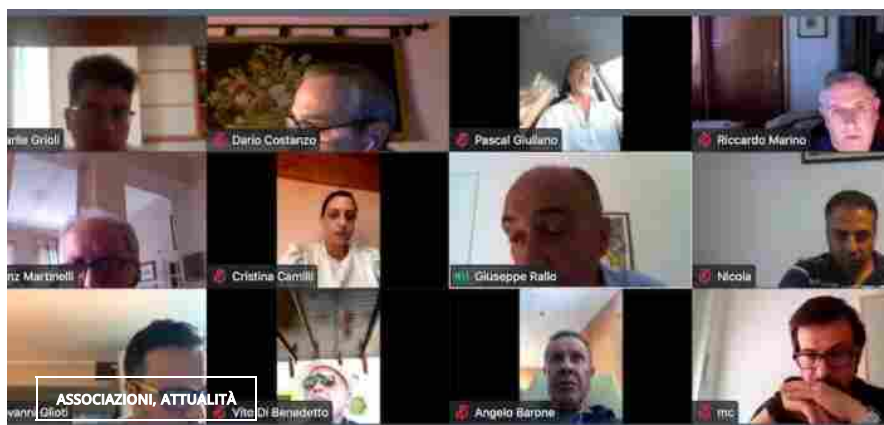 Grioli
Dario Costanzo
Pascal Giuliano
Riccardo Marino
nz Martinelli
Cristina Camilli
Giuseppe Rallo
Nicola
ASSOCIAZIONI, ATTUALITÀ
vanni Glioti
Vito Di Benedetto
Angelo Barone
mc